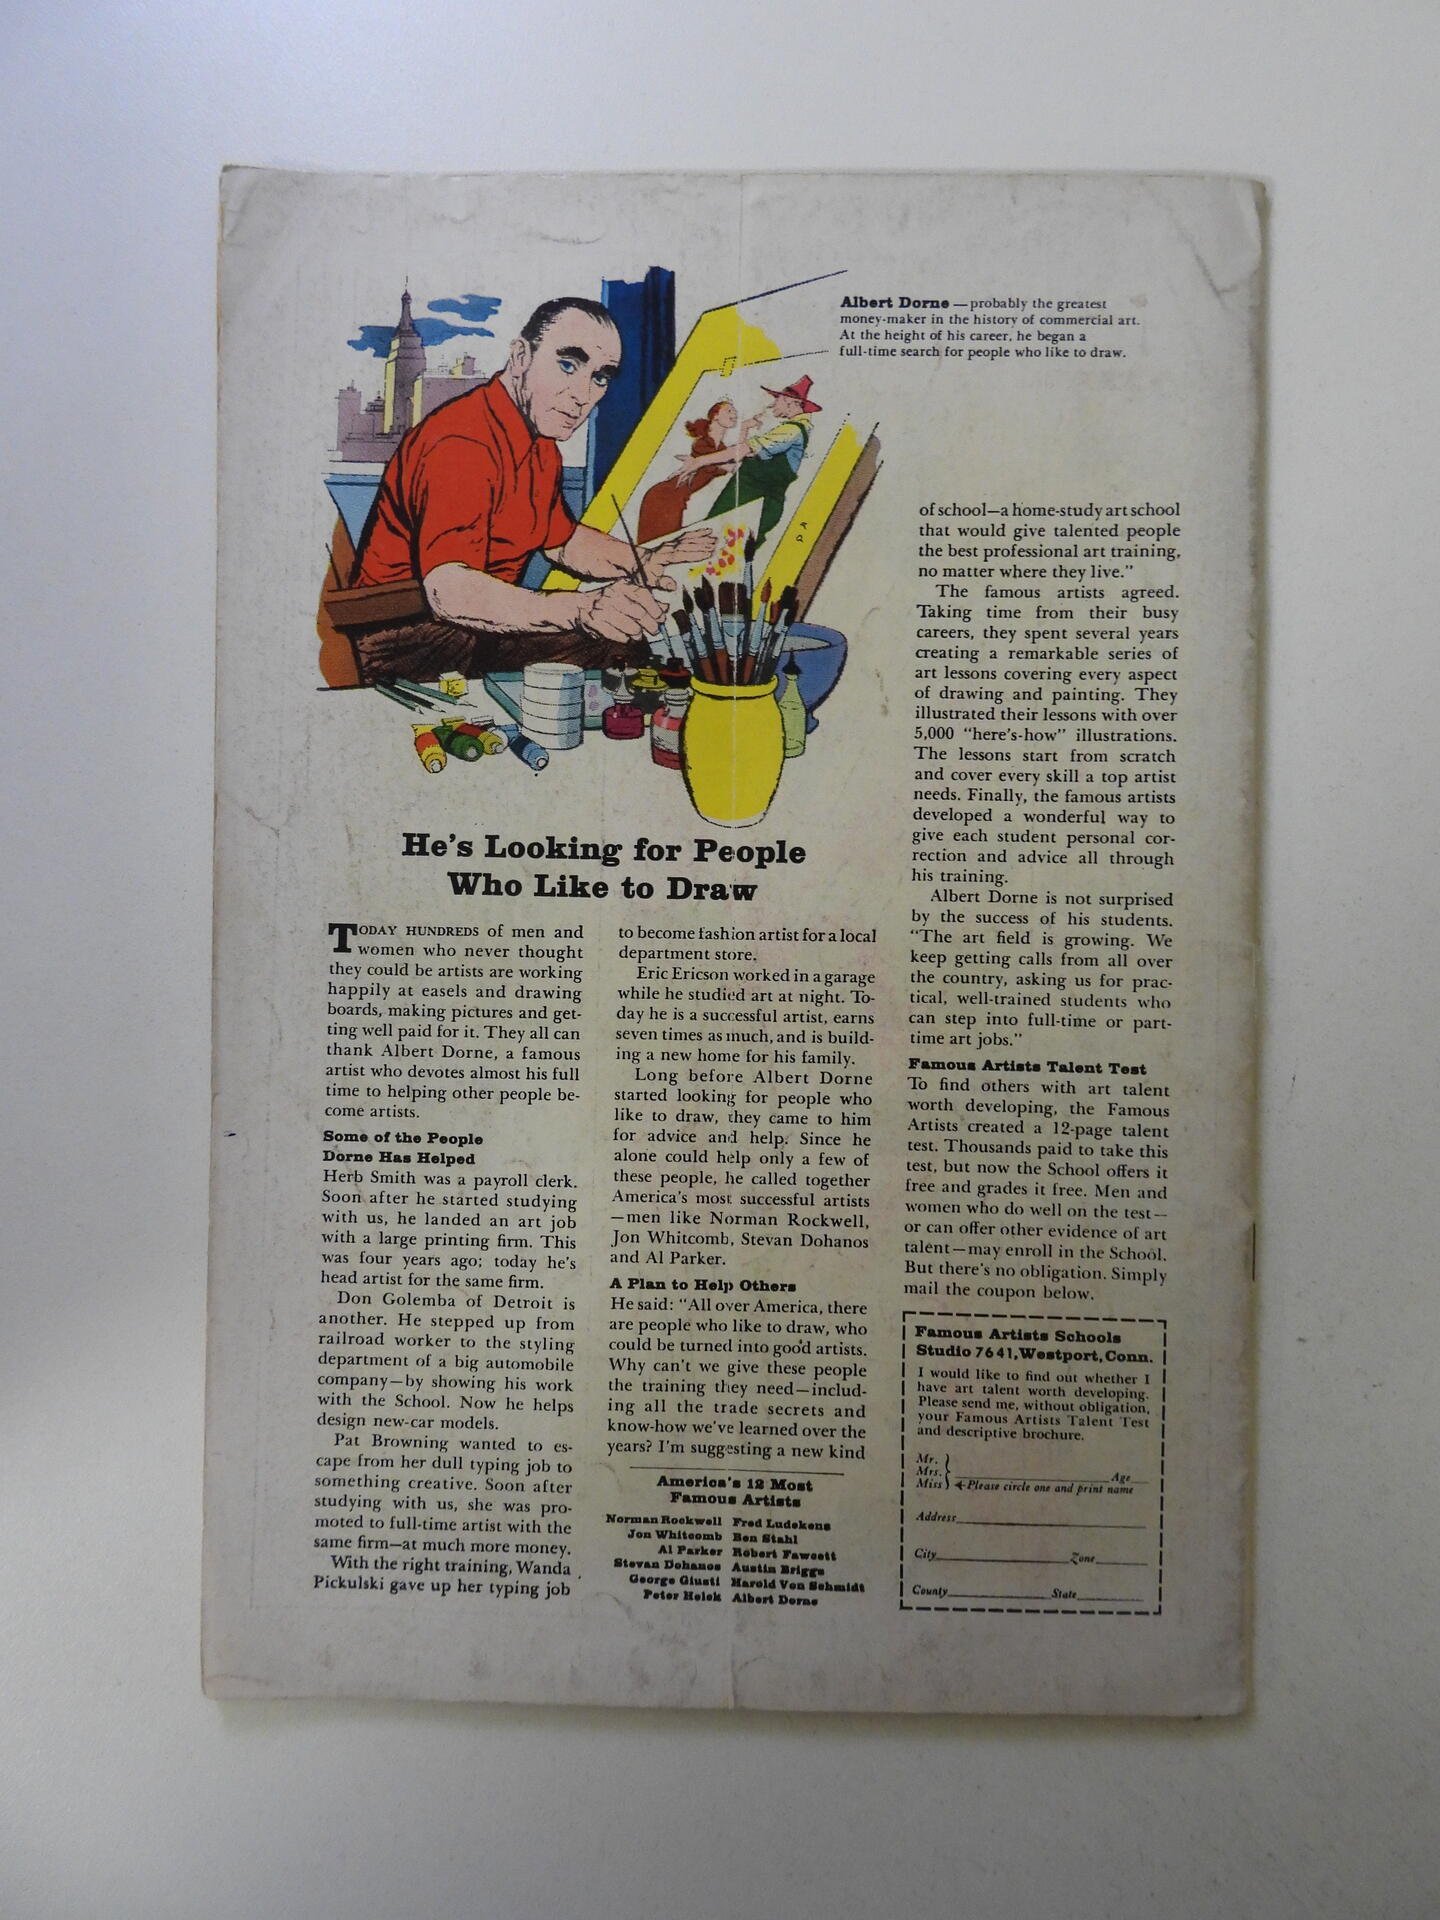 Albert Dorne — probably the greatest
money-maker in the history of commercial art.
At the height of his career, he began a
full-time search for people who like to draw.
He's Looking for People
Who Like to Draw
TODAY HUNDREDS of men and
women who never thought
they could be artists are working
happily at easels and drawing
boards, making pictures and get-
ting well paid for it. They all can
thank Albert Dorne, a famous
artist who devotes almost his full
time to helping other people be-
come artists.
Some of the People
Dorne Has Helped
Herb Smith was a payroll clerk.
Soon after he started studying
with us, he landed an art job
with a large printing firm. This
was four years ago; today he's
head artist for the same firm.
Don Golemba of Detroit is
another. He stepped up from
railroad worker to the styling
department of a big automobile
company—by showing his work
with the School. Now he helps
design new-car models.
Pat Browning wanted to es-
cape from her dull typing job to
something creative. Soon after
studying with us, she was pro-
moted to full-time artist with the
same firm—at much more money.
With the right training, Wanda
Pickulski gave up her typing job
to become fashion artist for a local
department store.
Eric Ericson worked in a garage
while he studied art at night. To-
day he is a successful artist, earns
seven times as much, and is build-
ing a new home for his family.
Long before Albert Dorne
started looking for people who
like to draw, they came to him
for advice and help. Since he
alone could help only a few of
these people, he called together
America's most successful artists
—men like Norman Rockwell,
Jon Whitcomb, Stevan Dohanos
and Al Parker.
A Plan to Help Others
He said: "All over America, there
are people who like to draw, who
could be turned into good artists.
Why can't we give these people
the training they need—includ-
ing all the trade secrets and
know-how we've learned over the
years? I'm suggesting a new kind
America's 12 Most
Famous Artists
Norman Rockwell Fred Ludekens
Jon Whitcomb Ben Stahl
Al Parker Robert Fawcett
Stevan Dohanos Austin Briggs
George Giusti Harold Von Schmidt
Peter Helck Albert Dorne
of school—a home-study art school
that would give talented people
the best professional art training,
no matter where they live."
The famous artists agreed.
Taking time from their busy
careers, they spent several years
creating a remarkable series of
art lessons covering every aspect
of drawing and painting. They
illustrated their lessons with over
5,000 "here's-how" illustrations.
The lessons start from scratch
and cover every skill a top artist
needs. Finally, the famous artists
developed a wonderful way to
give each student personal cor-
rection and advice all through
his training.
Albert Dorne is not surprised
by the success of his students.
"The art field is growing. We
keep getting calls from all over
the country, asking us for prac-
tical, well-trained students who
can step into full-time or part-
time art jobs."
Famous Artists Talent Test
To find others with art talent
worth developing, the Famous
Artists created a 12-page talent
test. Thousands paid to take this
test, but now the School offers it
free and grades it free. Men and
women who do well on the test—
or can offer other evidence of art
talent—may enroll in the School.
But there's no obligation. Simply
mail the coupon below.
Famous Artists Schools
Studio 7641, Westport, Conn.
I would like to find out whether I
have art talent worth developing.
Please send me, without obligation,
your Famous Artists Talent Test
and descriptive brochure.
Mr.
Mrs. Age
Miss Please circle one and print name
Address
City Zone
County State